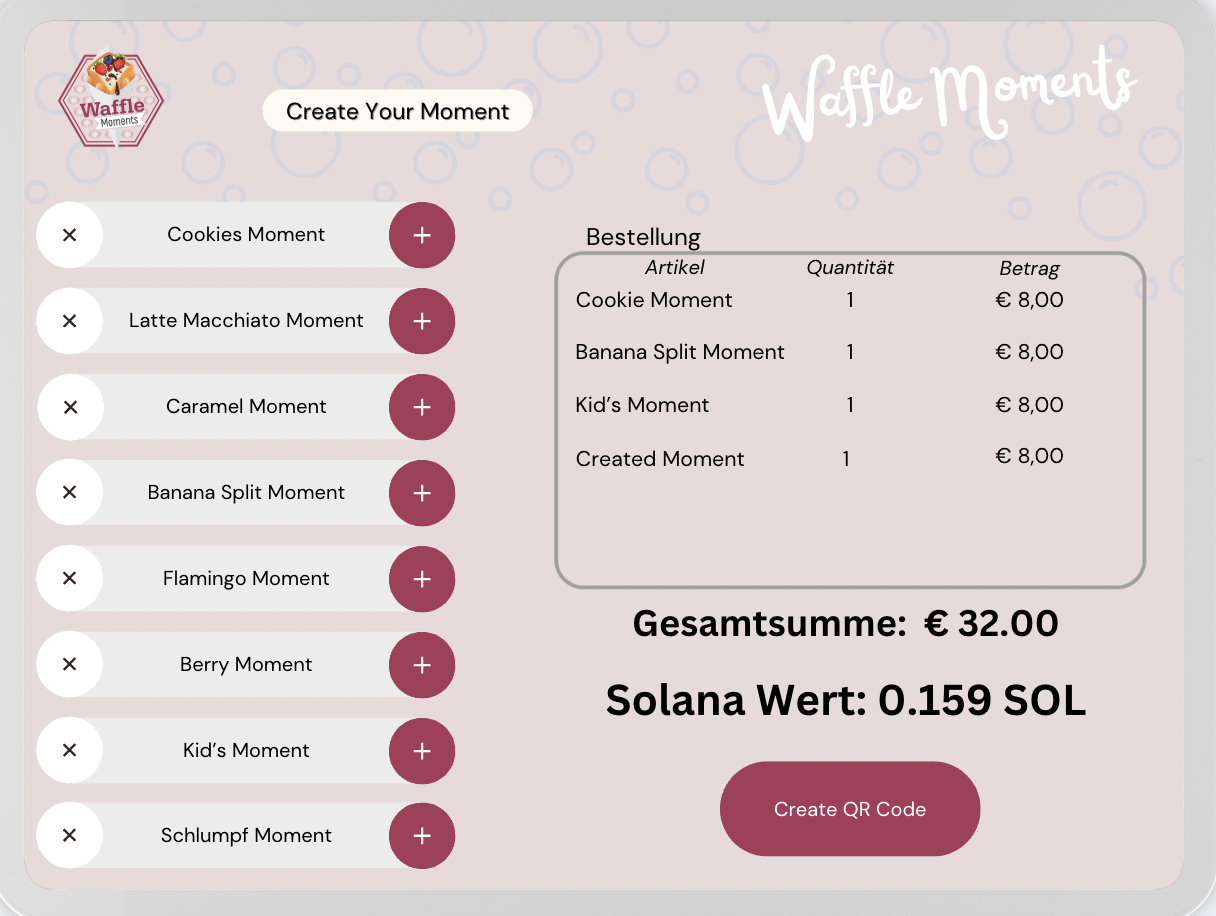 Waffle
Moments
Create Your Moment
Waffle Moments
Cookies Moment
Latte Macchiato Moment
Caramel Moment
Banana Split Moment
Flamingo Moment
Berry Moment
Kid’s Moment
Schlumpf Moment
Bestellung
Artikel Quantität Betrag
Cookie Moment 1 € 8,00
Banana Split Moment 1 € 8,00
Kid’s Moment 1 € 8,00
Created Moment 1 € 8,00
Gesamtsumme: € 32.00
Solana Wert: 0.159 SOL
Create QR Code